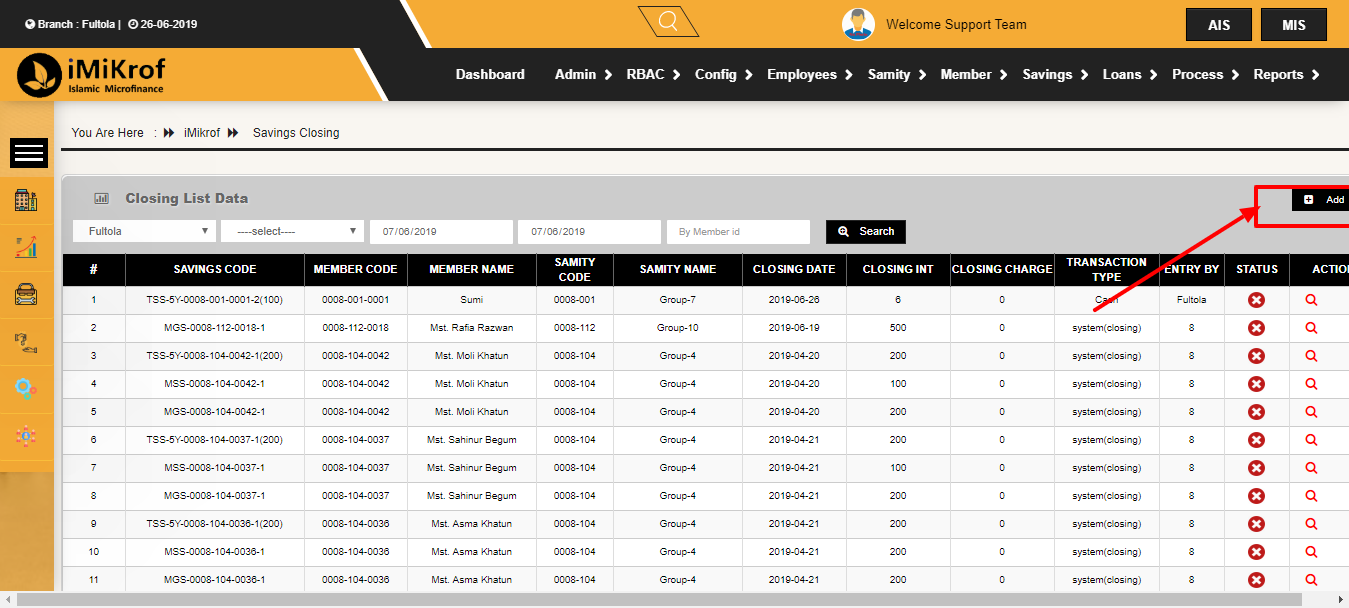 Branch : Fultola | 26-06-2019
Welcome Support Team
AIS MIS
iMiKrof
Islamic Microfinance
Dashboard Admin RBAC Config Employees Samity Member Savings Loans Process Reports
You Are Here : iMikrof Savings Closing
Closing List Data
Add
Fultola ----select---- 07/06/2019 07/06/2019 By Member id Search
# SAVINGS CODE MEMBER CODE MEMBER NAME SAMITY CODE SAMITY NAME CLOSING DATE CLOSING INT CLOSING CHARGE TRANSACTION TYPE ENTRY BY STATUS ACTIO
1 TSS-5Y-0008-001-0001-2(100) 0008-001-0001 Sumi 0008-001 Group-7 2019-06-26 6 0 Cash Fultola
2 MGS-0008-112-0018-1 0008-112-0018 Mst. Rafia Razwan 0008-112 Group-10 2019-06-19 500 0 system(closing) 8
3 TSS-5Y-0008-104-0042-1(200) 0008-104-0042 Mst. Moli Khatun 0008-104 Group-4 2019-04-20 200 0 system(closing) 8
4 MSS-0008-104-0042-1 0008-104-0042 Mst. Moli Khatun 0008-104 Group-4 2019-04-20 100 0 system(closing) 8
5 MGS-0008-104-0042-1 0008-104-0042 Mst. Moli Khatun 0008-104 Group-4 2019-04-20 200 0 system(closing) 8
6 TSS-5Y-0008-104-0037-1(200) 0008-104-0037 Mst. Sahinur Begum 0008-104 Group-4 2019-04-21 200 0 system(closing) 8
7 MSS-0008-104-0037-1 0008-104-0037 Mst. Sahinur Begum 0008-104 Group-4 2019-04-21 100 0 system(closing) 8
8 MGS-0008-104-0037-1 0008-104-0037 Mst. Sahinur Begum 0008-104 Group-4 2019-04-21 200 0 system(closing) 8
9 TSS-5Y-0008-104-0036-1(200) 0008-104-0036 Mst. Asma Khatun 0008-104 Group-4 2019-04-21 200 0 system(closing) 8
10 MSS-0008-104-0036-1 0008-104-0036 Mst. Asma Khatun 0008-104 Group-4 2019-04-21 200 0 system(closing) 8
11 MGS-0008-104-0036-1 0008-104-0036 Mst. Asma Khatun 0008-104 Group-4 2019-04-21 200 0 system(closing) 8